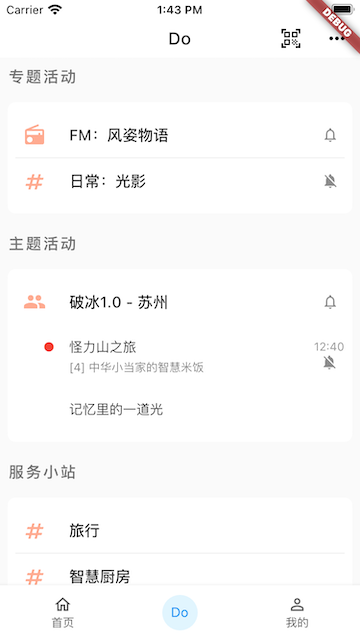 Carrier 1:43 PM
DEBUG
Do
专题活动
FM：风姿物语
# 日常：光影
主题活动
破冰1.0 - 苏州
怪力山之旅 12:40
[4] 中华小当家的智慧米饭
记忆里的一道光
服务小站
# 旅行
# 智慧厨房
首页 Do 我的